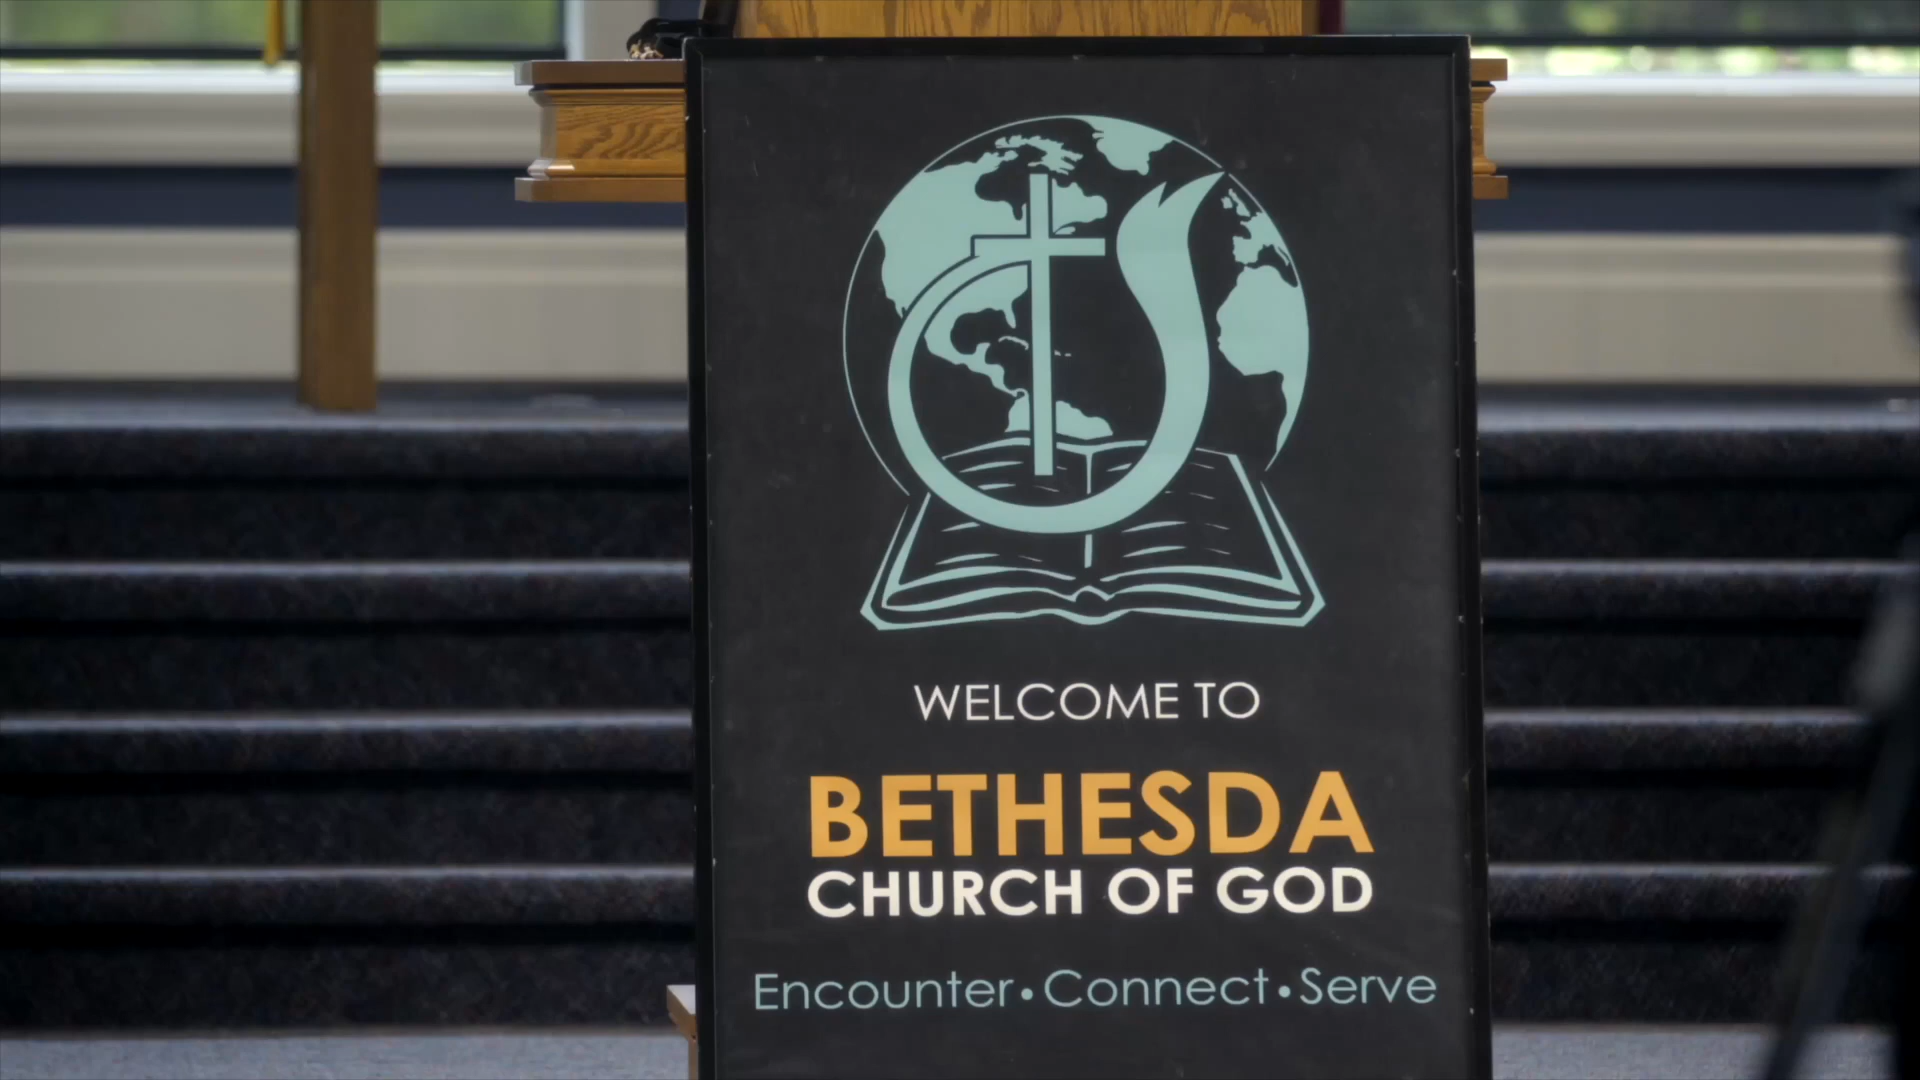 WELCOME TO
BETHESDA
CHURCH OF GOD
Encounter • Connect • Serve